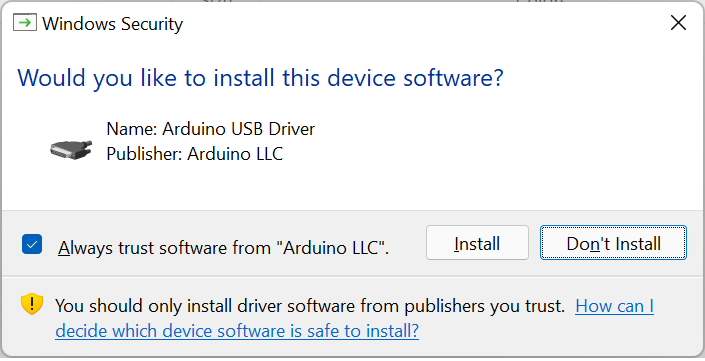 Windows Security
Would you like to install this device software?
Name: Arduino USB Driver
Publisher: Arduino LLC
Always trust software from "Arduino LLC".
Install
Don't Install
You should only install driver software from publishers you trust. How can I
decide which device software is safe to install?